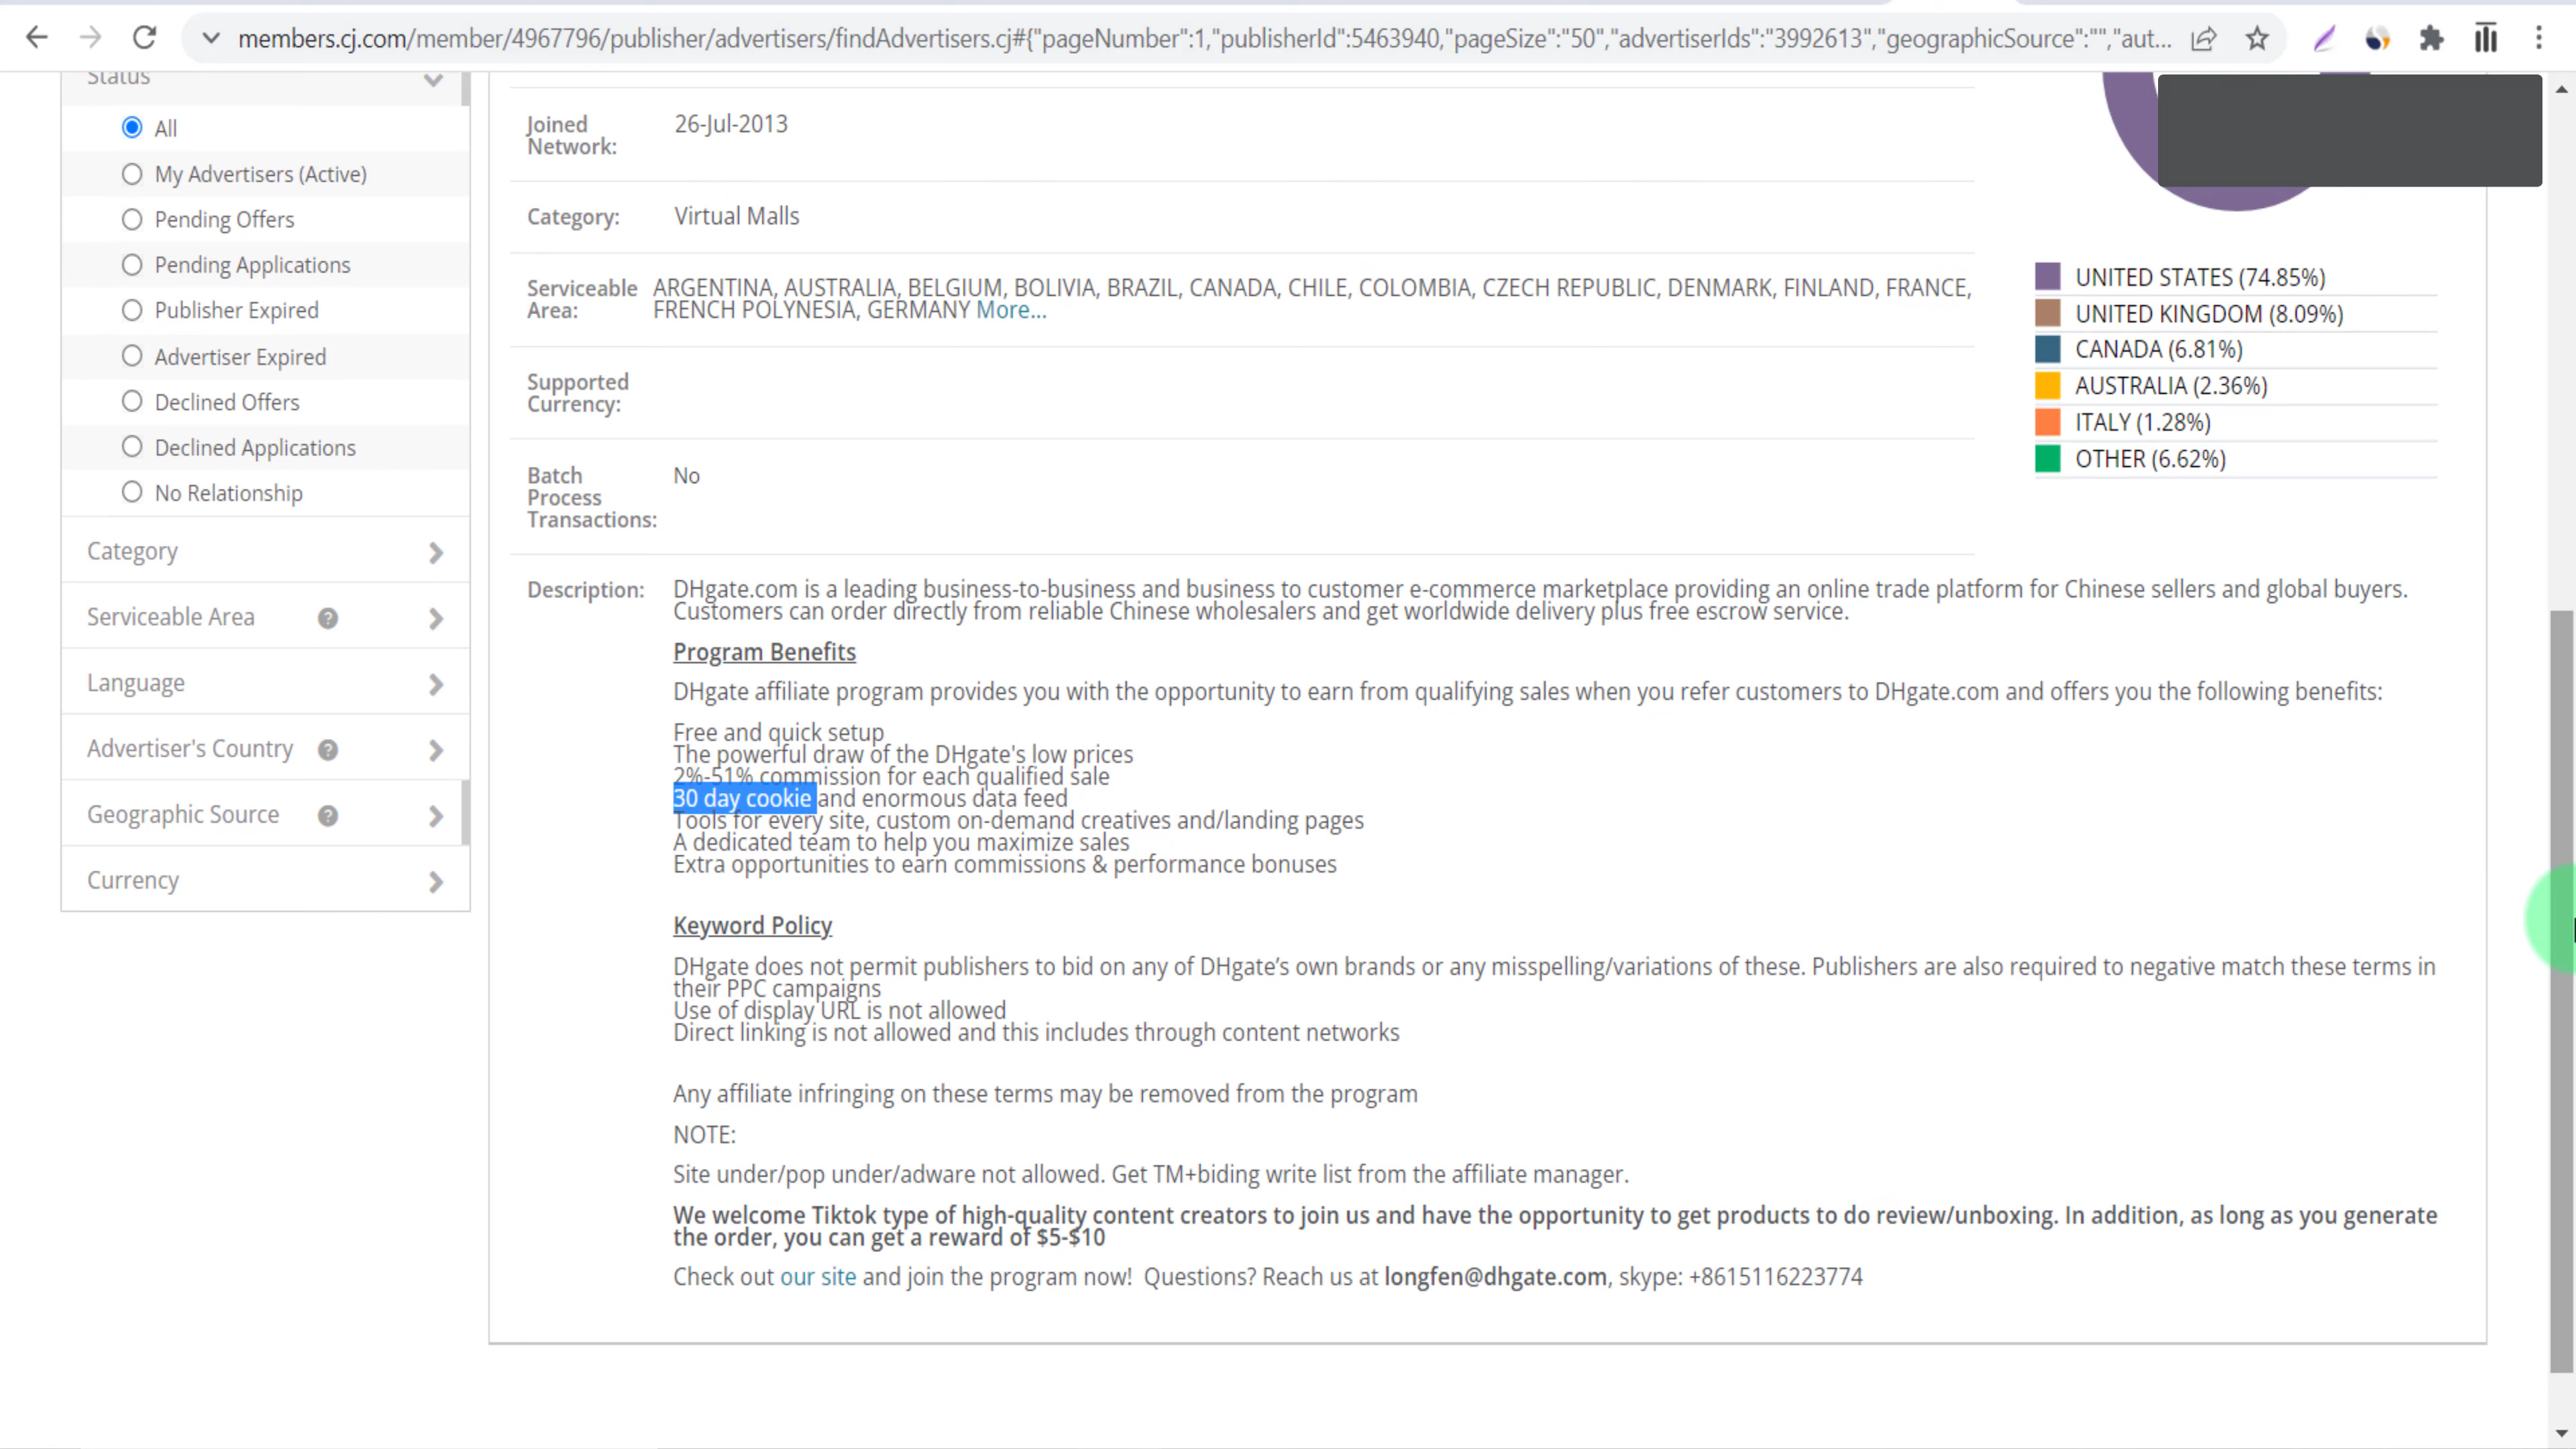 members.cj.com/member/4967796/publisher/advertisers/findAdvertisers.cj#{"pageNumber":1,"publisherId":5463940,"pageSize":"50","advertiserIds":"3992613","geographicSource":"","aut...
Status
All
My Advertisers (Active)
Pending Offers
Pending Applications
Publisher Expired
Advertiser Expired
Declined Offers
Declined Applications
No Relationship
Category
Serviceable Area ?
Language
Advertiser's Country ?
Geographic Source ?
Currency
Joined
Network:
26-Jul-2013
Category:
Virtual Malls
Serviceable
Area:
ARGENTINA, AUSTRALIA, BELGIUM, BOLIVIA, BRAZIL, CANADA, CHILE, COLOMBIA, CZECH REPUBLIC, DENMARK, FINLAND, FRANCE,
FRENCH POLYNESIA, GERMANY More...
Supported
Currency:
Batch
Process
Transactions:
No
UNITED STATES (74.85%)
UNITED KINGDOM (8.09%)
CANADA (6.81%)
AUSTRALIA (2.36%)
ITALY (1.28%)
OTHER (6.62%)
Description:
DHgate.com is a leading business-to-business and business to customer e-commerce marketplace providing an online trade platform for Chinese sellers and global buyers.
Customers can order directly from reliable Chinese wholesalers and get worldwide delivery plus free escrow service.
Program Benefits
DHgate affiliate program provides you with the opportunity to earn from qualifying sales when you refer customers to DHgate.com and offers you the following benefits:
Free and quick setup
The powerful draw of the DHgate's low prices
2%-51% commission for each qualified sale
30 day cookie and enormous data feed
Tools for every site, custom on-demand creatives and/landing pages
A dedicated team to help you maximize sales
Extra opportunities to earn commissions & performance bonuses
Keyword Policy
DHgate does not permit publishers to bid on any of DHgate’s own brands or any misspelling/variations of these. Publishers are also required to negative match these terms in
their PPC campaigns
Use of display URL is not allowed
Direct linking is not allowed and this includes through content networks
Any affiliate infringing on these terms may be removed from the program
NOTE:
Site under/pop under/adware not allowed. Get TM+biding write list from the affiliate manager.
We welcome Tiktok type of high-quality content creators to join us and have the opportunity to get products to do review/unboxing. In addition, as long as you generate
the order, you can get a reward of $5-$10
Check out our site and join the program now! Questions? Reach us at longfen@dhgate.com, skype: +8615116223774